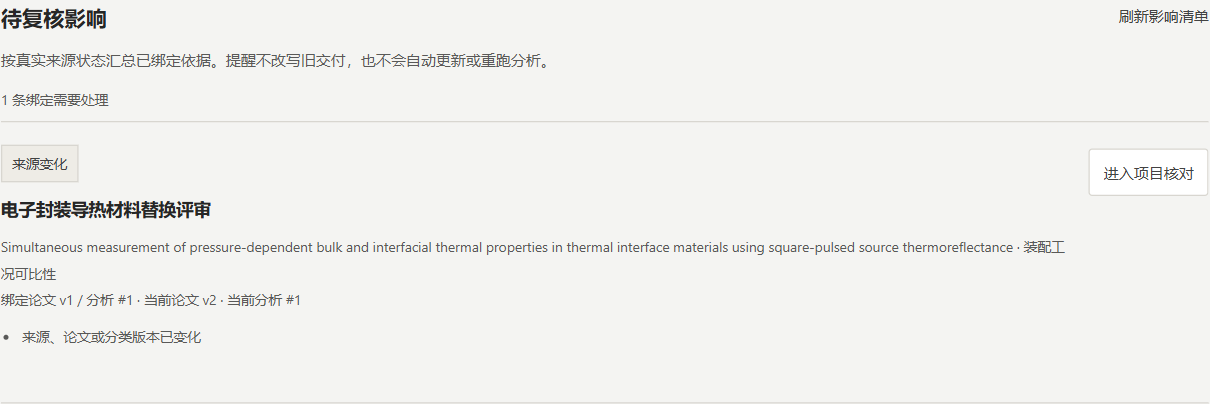 待复核影响
刷新影响清单
按真实来源状态汇总已绑定依据。提醒不改写旧交付，也不会自动更新或重跑分析。
1 条绑定需要处理
来源变化
进入项目核对
电子封装导热材料替换评审
Simultaneous measurement of pressure-dependent bulk and interfacial thermal properties in thermal interface materials using square-pulsed source thermoreflectance · 装配工
况可比性
绑定论文 v1 / 分析 #1 · 当前论文 v2 · 当前分析 #1
• 来源、论文或分类版本已变化